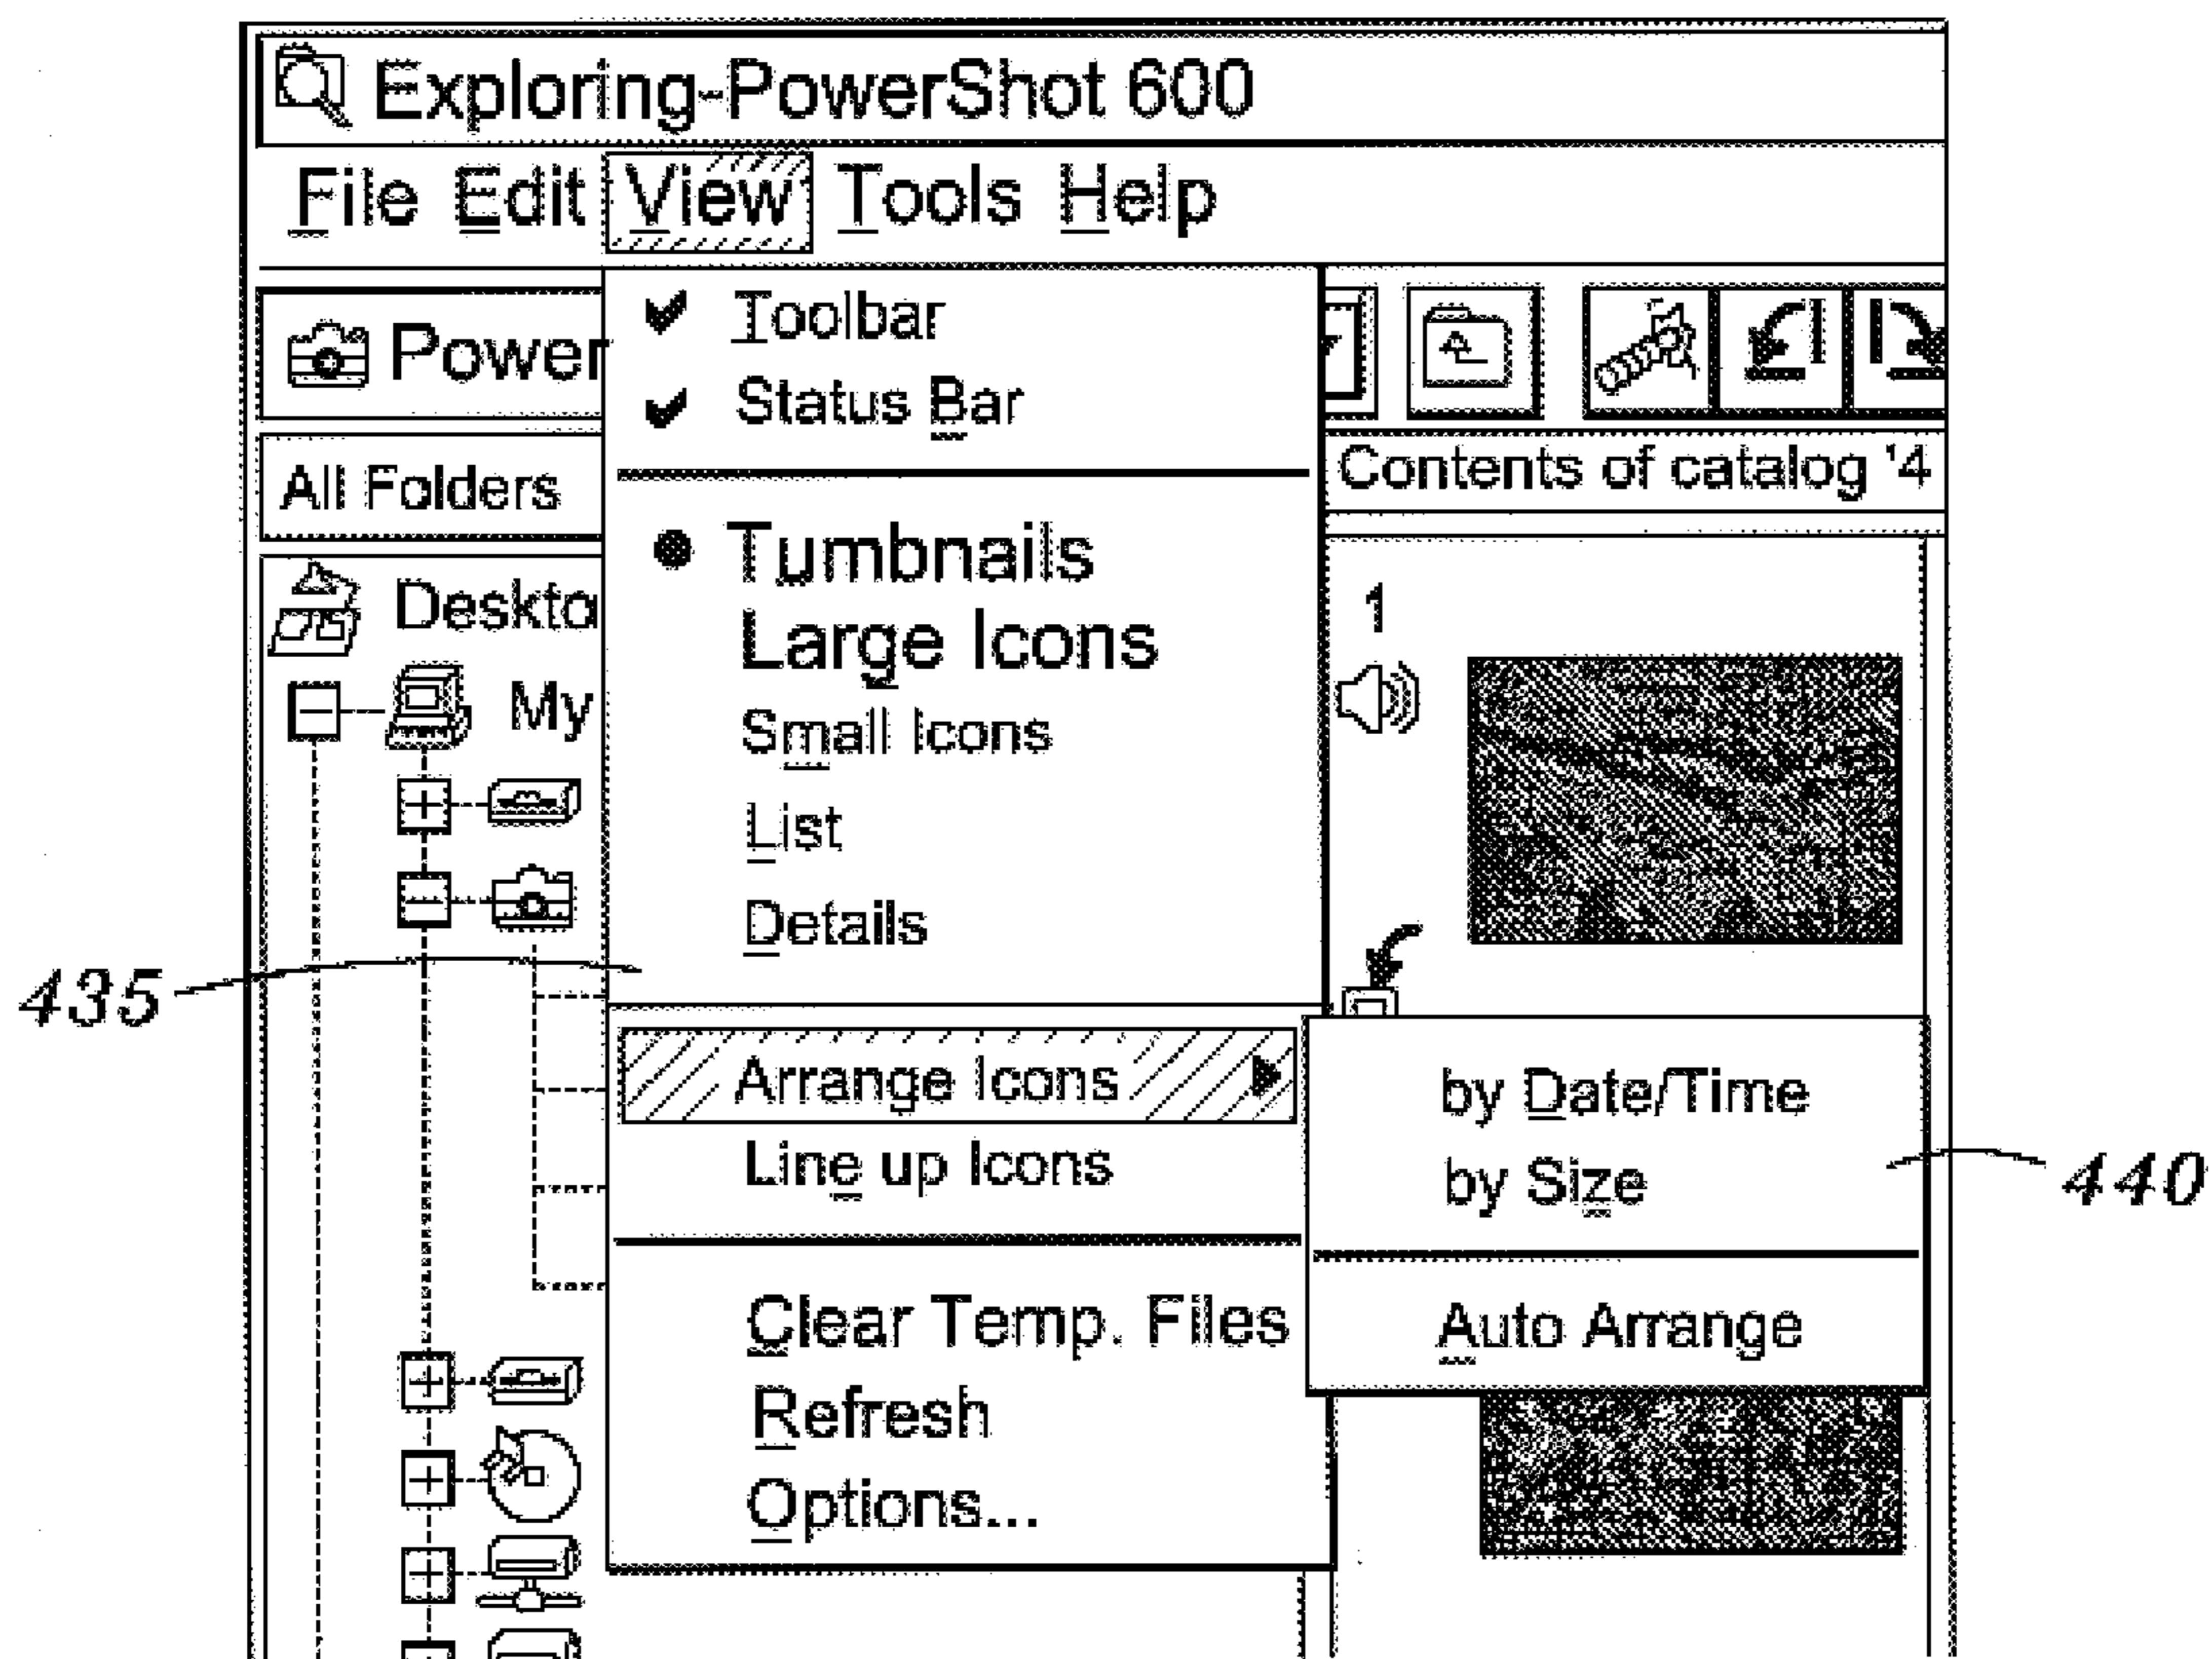 Exploring-PowerShot 600
File Edit View Tools Help
Power
All Folders
Contents of catalog '4
Toolbar
Status Bar
Tumbnails
Large Icons
Small Icons
List
Details
Arrange Icons
Line up Icons
Clear Temp. Files
Refresh
Options...
by Date/Time
by Size
Auto Arrange
Deskto
My
1
435
440